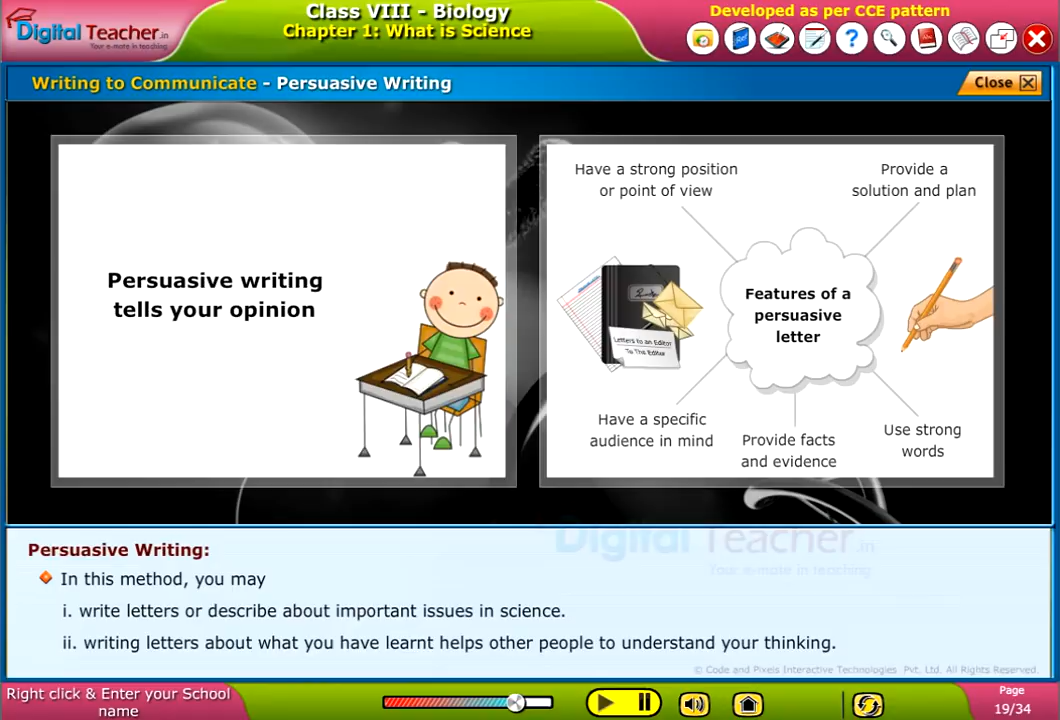 Digital Teacher.in
Your e-mate in teaching
Class VIII - Biology
Chapter 1: What is Science
Developed as per CCE pattern
Writing to Communicate - Persuasive Writing
Close
Persuasive writing
tells your opinion
Have a strong position
or point of view
Provide a
solution and plan
Features of a
persuasive
letter
Letters to an Editor
To The Editor
Have a specific
audience in mind
Provide facts
and evidence
Use strong
words
Digital Teacher.in
Your e-mate in teaching
Persuasive Writing:
In this method, you may
i. write letters or describe about important issues in science.
ii. writing letters about what you have learnt helps other people to understand your thinking.
© Code and Pixels Interactive Technologies Pvt. Ltd. All Rights Reserved.
Right click & Enter your School
name
Page
19/34